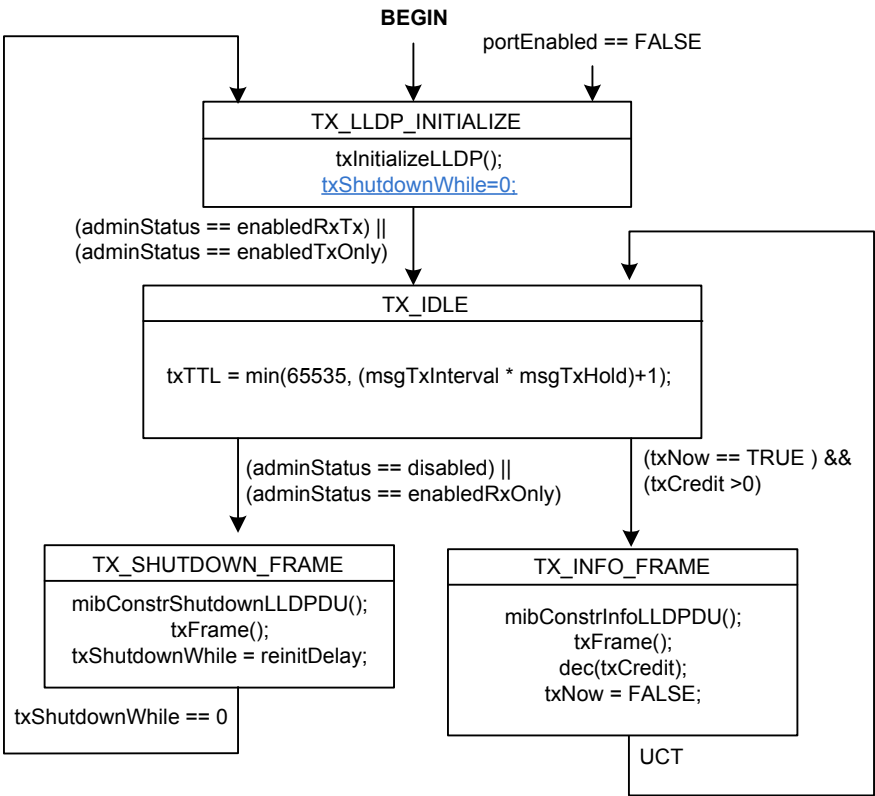 BEGIN
portEnabled == FALSE
TX_LLDP_INITIALIZE
txInitializeLLDP();
txShutdownWhile=0;
(adminStatus == enabledRxTx) ||
(adminStatus == enabledTxOnly)
TX_IDLE
txTTL = min(65535, (msgTxInterval * msgTxHold)+1);
(adminStatus == disabled) ||
(adminStatus == enabledRxOnly)
(txNow == TRUE ) &&
(txCredit >0)
TX_SHUTDOWN_FRAME
mibConstrShutdownLLDPDU();
txFrame();
txShutdownWhile = reinitDelay;
TX_INFO_FRAME
mibConstrInfoLLDPDU();
txFrame();
dec(txCredit);
txNow = FALSE;
txShutdownWhile == 0
UCT